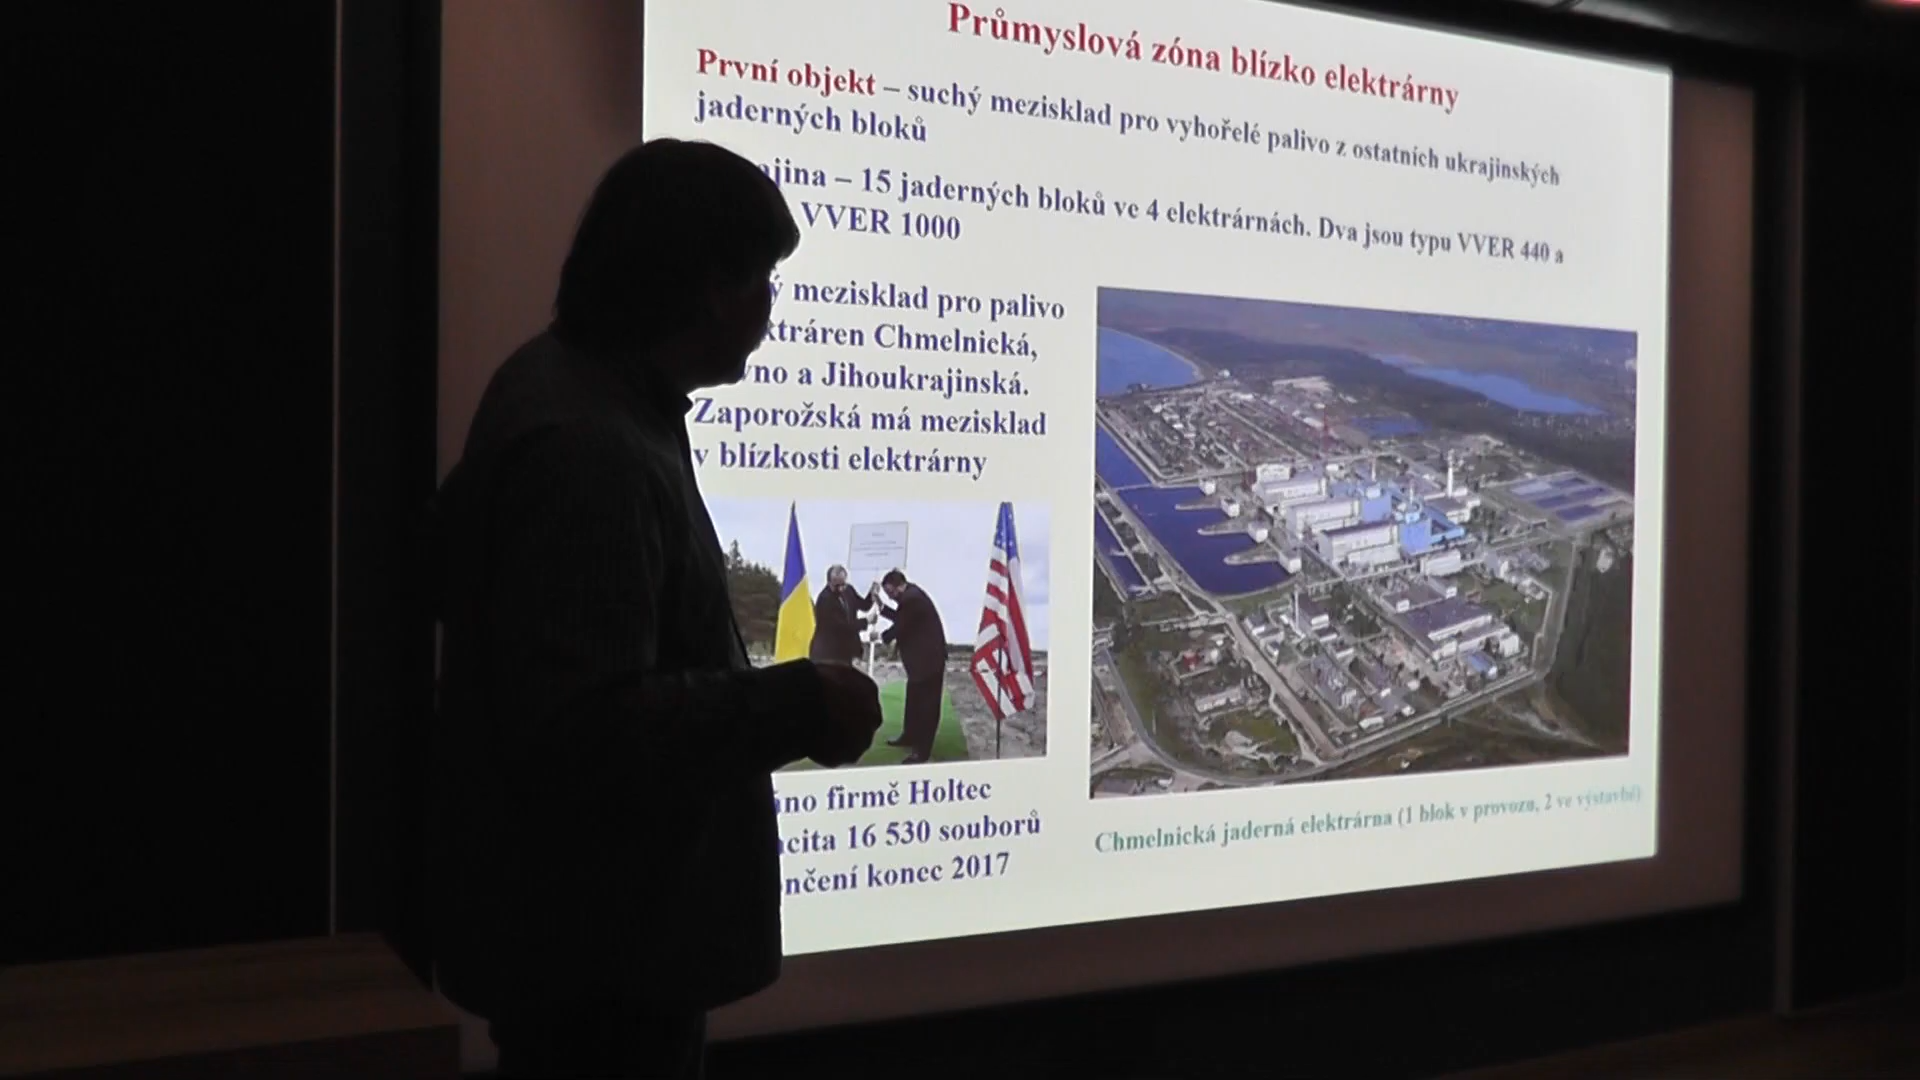 Průmyslová zóna blízko elektrárny
První objekt – suchý mezisklad pro vyhořelé palivo z ostatních ukrajinských
jaderných bloků
ajina – 15 jaderných bloků ve 4 elektrárnách. Dva jsou typu VVER 440 a
VVER 1000
ý mezisklad pro palivo
ktráren Chmelnická,
vno a Jihoukrajinská.
Zaporožská má mezisklad
v blízkosti elektrárny
áno firmě Holtec
acita 16 530 souborů
nčení konec 2017
Chmelnická jaderná elektrárna (1 blok v provozu, 2 ve výstavbě)